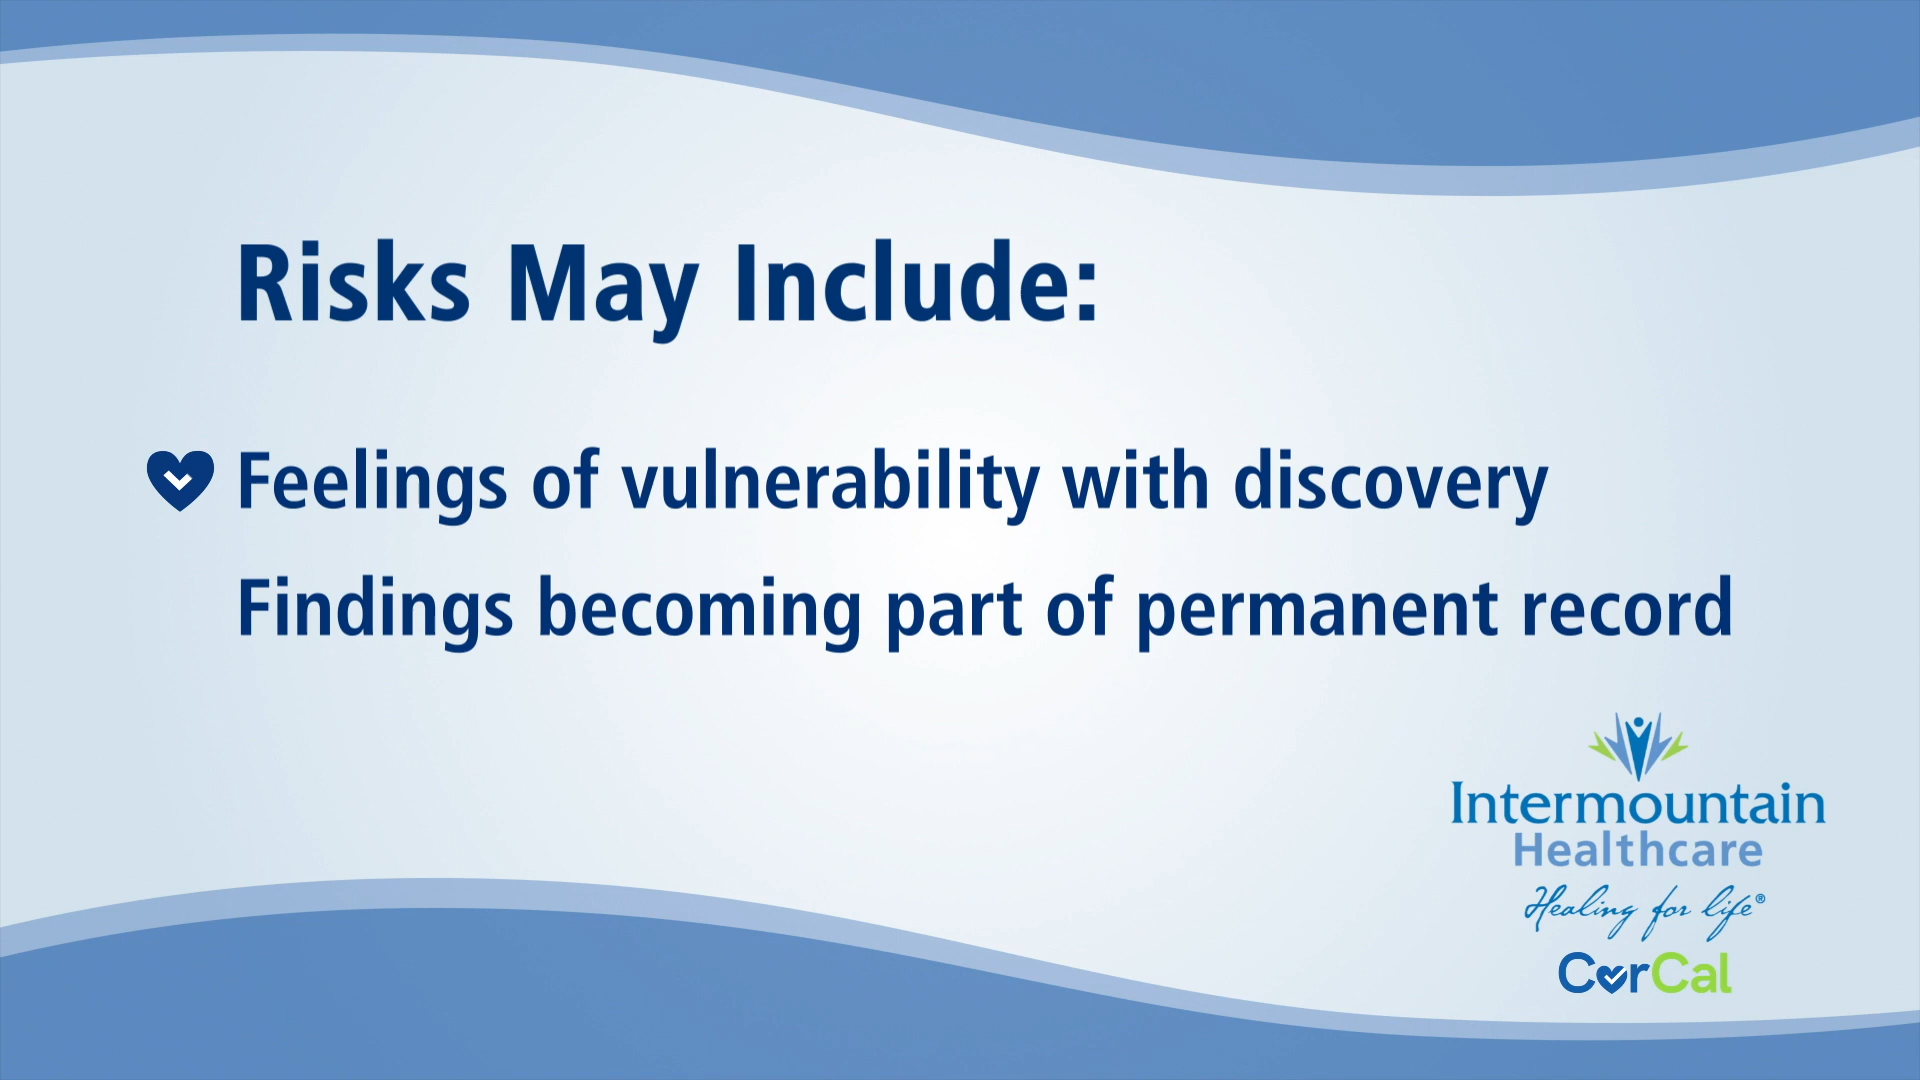 Risks May Include:
Feelings of vulnerability with discovery
Findings becoming part of permanent record
Intermountain
Healthcare
Healing for life®
CorCal